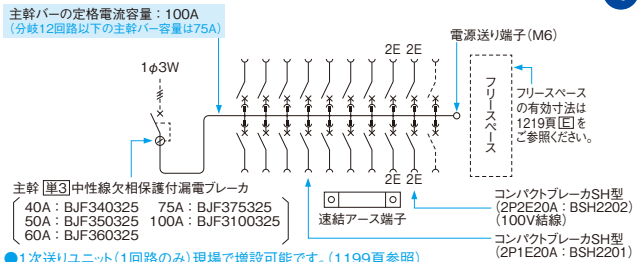 主幹バーの定格電流容量：100A
(分岐12回路以下の主幹バー容量は75A)
1φ3W
2E 2E
電源送り端子(M6)
フリースペース
フリースペース
の有効寸法は
1219頁Eを
ご参照ください。
2E 2E
主幹 単3 中性線欠相保護付漏電ブレーカ
40A：BJF340325 75A：BJF375325
50A：BJF350325 100A：BJF3100325
60A：BJF360325
速結アース端子
コンパクトブレーカSH型
(2P2E20A：BSH2202)
(100V結線)
コンパクトブレーカSH型
(2P1E20A：BSH2201)
●1次送りユニット(1回路のみ)現場で増設可能です。(1199頁参照)